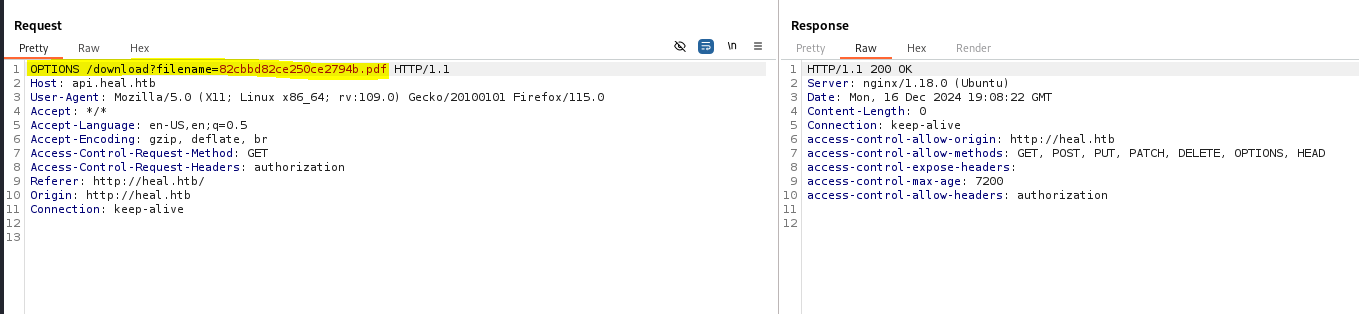 Request
Pretty Raw Hex \n
1 OPTIONS /download?filename=82cbbd82ce250ce2794b.pdf HTTP/1.1
2 Host: api.heal.htb
3 User-Agent: Mozilla/5.0 (X11; Linux x86_64; rv:109.0) Gecko/20100101 Firefox/115.0
4 Accept: */*
5 Accept-Language: en-US,en;q=0.5
6 Accept-Encoding: gzip, deflate, br
7 Access-Control-Request-Method: GET
8 Access-Control-Request-Headers: authorization
9 Referer: http://heal.htb/
10 Origin: http://heal.htb
11 Connection: keep-alive
12
13
Response
Pretty Raw Hex Render
1 HTTP/1.1 200 OK
2 Server: nginx/1.18.0 (Ubuntu)
3 Date: Mon, 16 Dec 2024 19:08:22 GMT
4 Content-Length: 0
5 Connection: keep-alive
6 access-control-allow-origin: http://heal.htb
7 access-control-allow-methods: GET, POST, PUT, PATCH, DELETE, OPTIONS, HEAD
8 access-control-expose-headers:
9 access-control-max-age: 7200
10 access-control-allow-headers: authorization
11
12